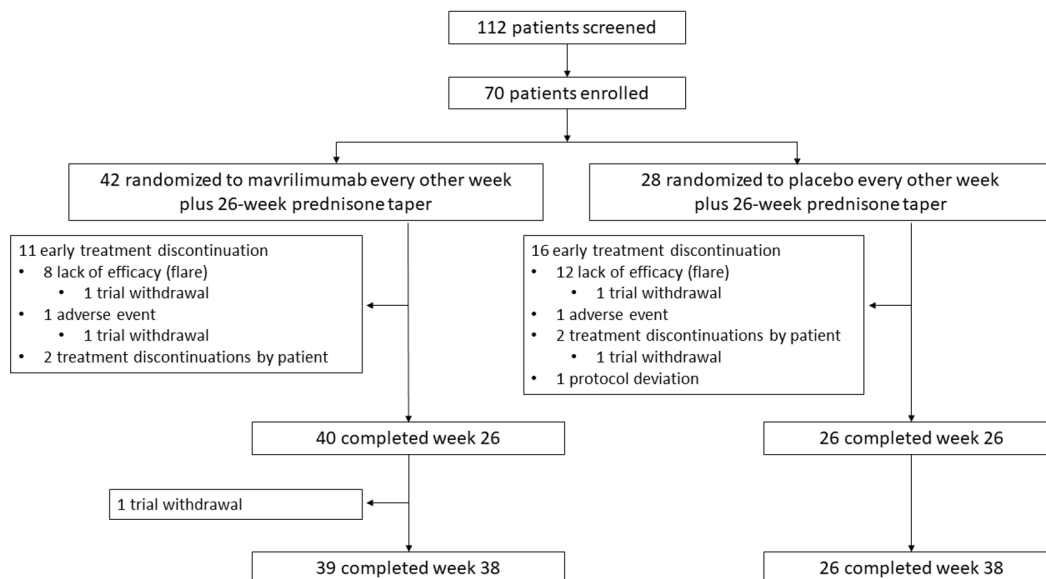 112 patients screened
70 patients enrolled
42 randomized to mavrilimumab every other week
plus 26-week prednisone taper
28 randomized to placebo every other week
plus 26-week prednisone taper
11 early treatment discontinuation
• 8 lack of efficacy (flare)
• 1 trial withdrawal
• 1 adverse event
• 1 trial withdrawal
• 2 treatment discontinuations by patient
16 early treatment discontinuation
• 12 lack of efficacy (flare)
• 1 trial withdrawal
• 1 adverse event
• 2 treatment discontinuations by patient
• 1 trial withdrawal
• 1 protocol deviation
40 completed week 26
26 completed week 26
1 trial withdrawal
39 completed week 38
26 completed week 38